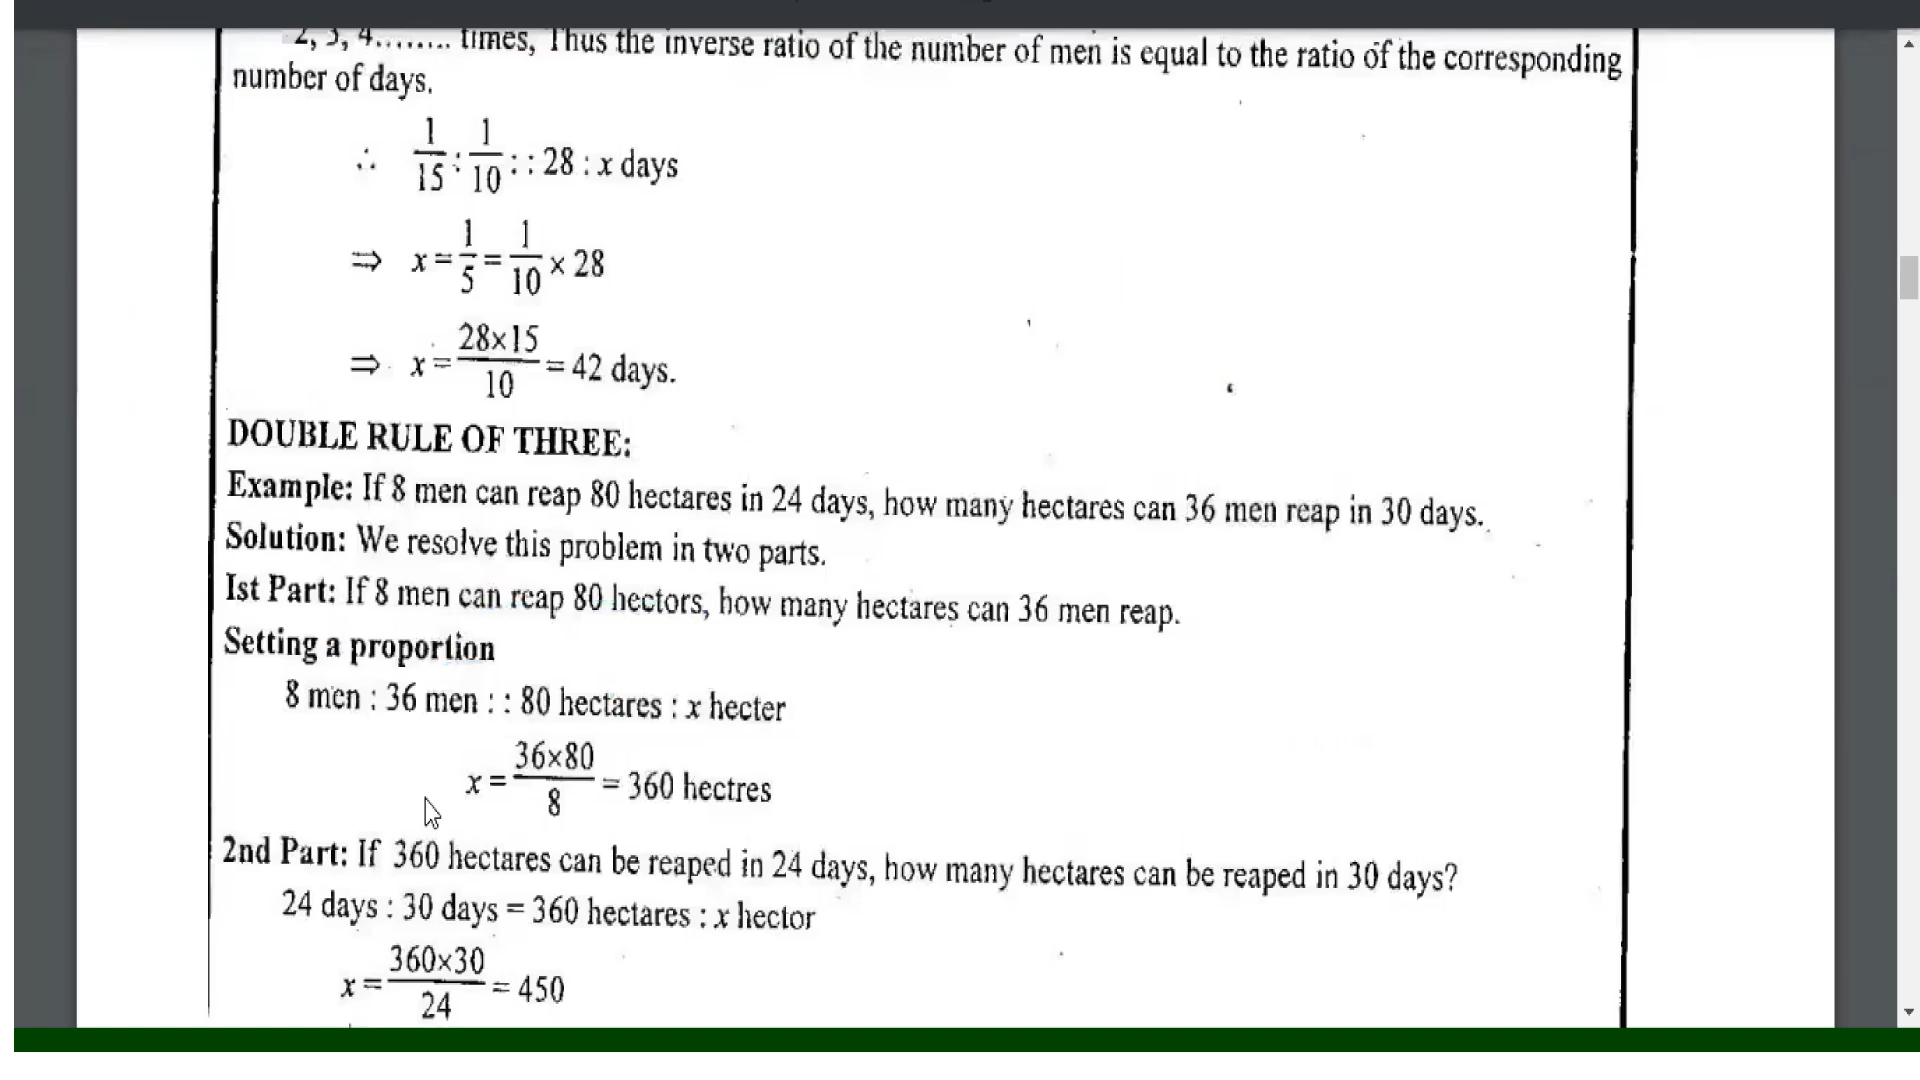 2, 3, 4........ times, Thus the inverse ratio of the number of men is equal to the ratio of the corresponding
number of days.
∴ 1/15 : 1/10 : : 28 : x days
⇒ x = 1/5 = 1/10 × 28
⇒ x = 28×15/10 = 42 days.
DOUBLE RULE OF THREE:
Example: If 8 men can reap 80 hectares in 24 days, how many hectares can 36 men reap in 30 days.
Solution: We resolve this problem in two parts.
Ist Part: If 8 men can reap 80 hectors, how many hectares can 36 men reap.
Setting a proportion
8 men : 36 men : : 80 hectares : x hecter
x = 36×80/8 = 360 hectres
2nd Part: If 360 hectares can be reaped in 24 days, how many hectares can be reaped in 30 days?
24 days : 30 days = 360 hectares : x hector
x = 360×30/24 = 450